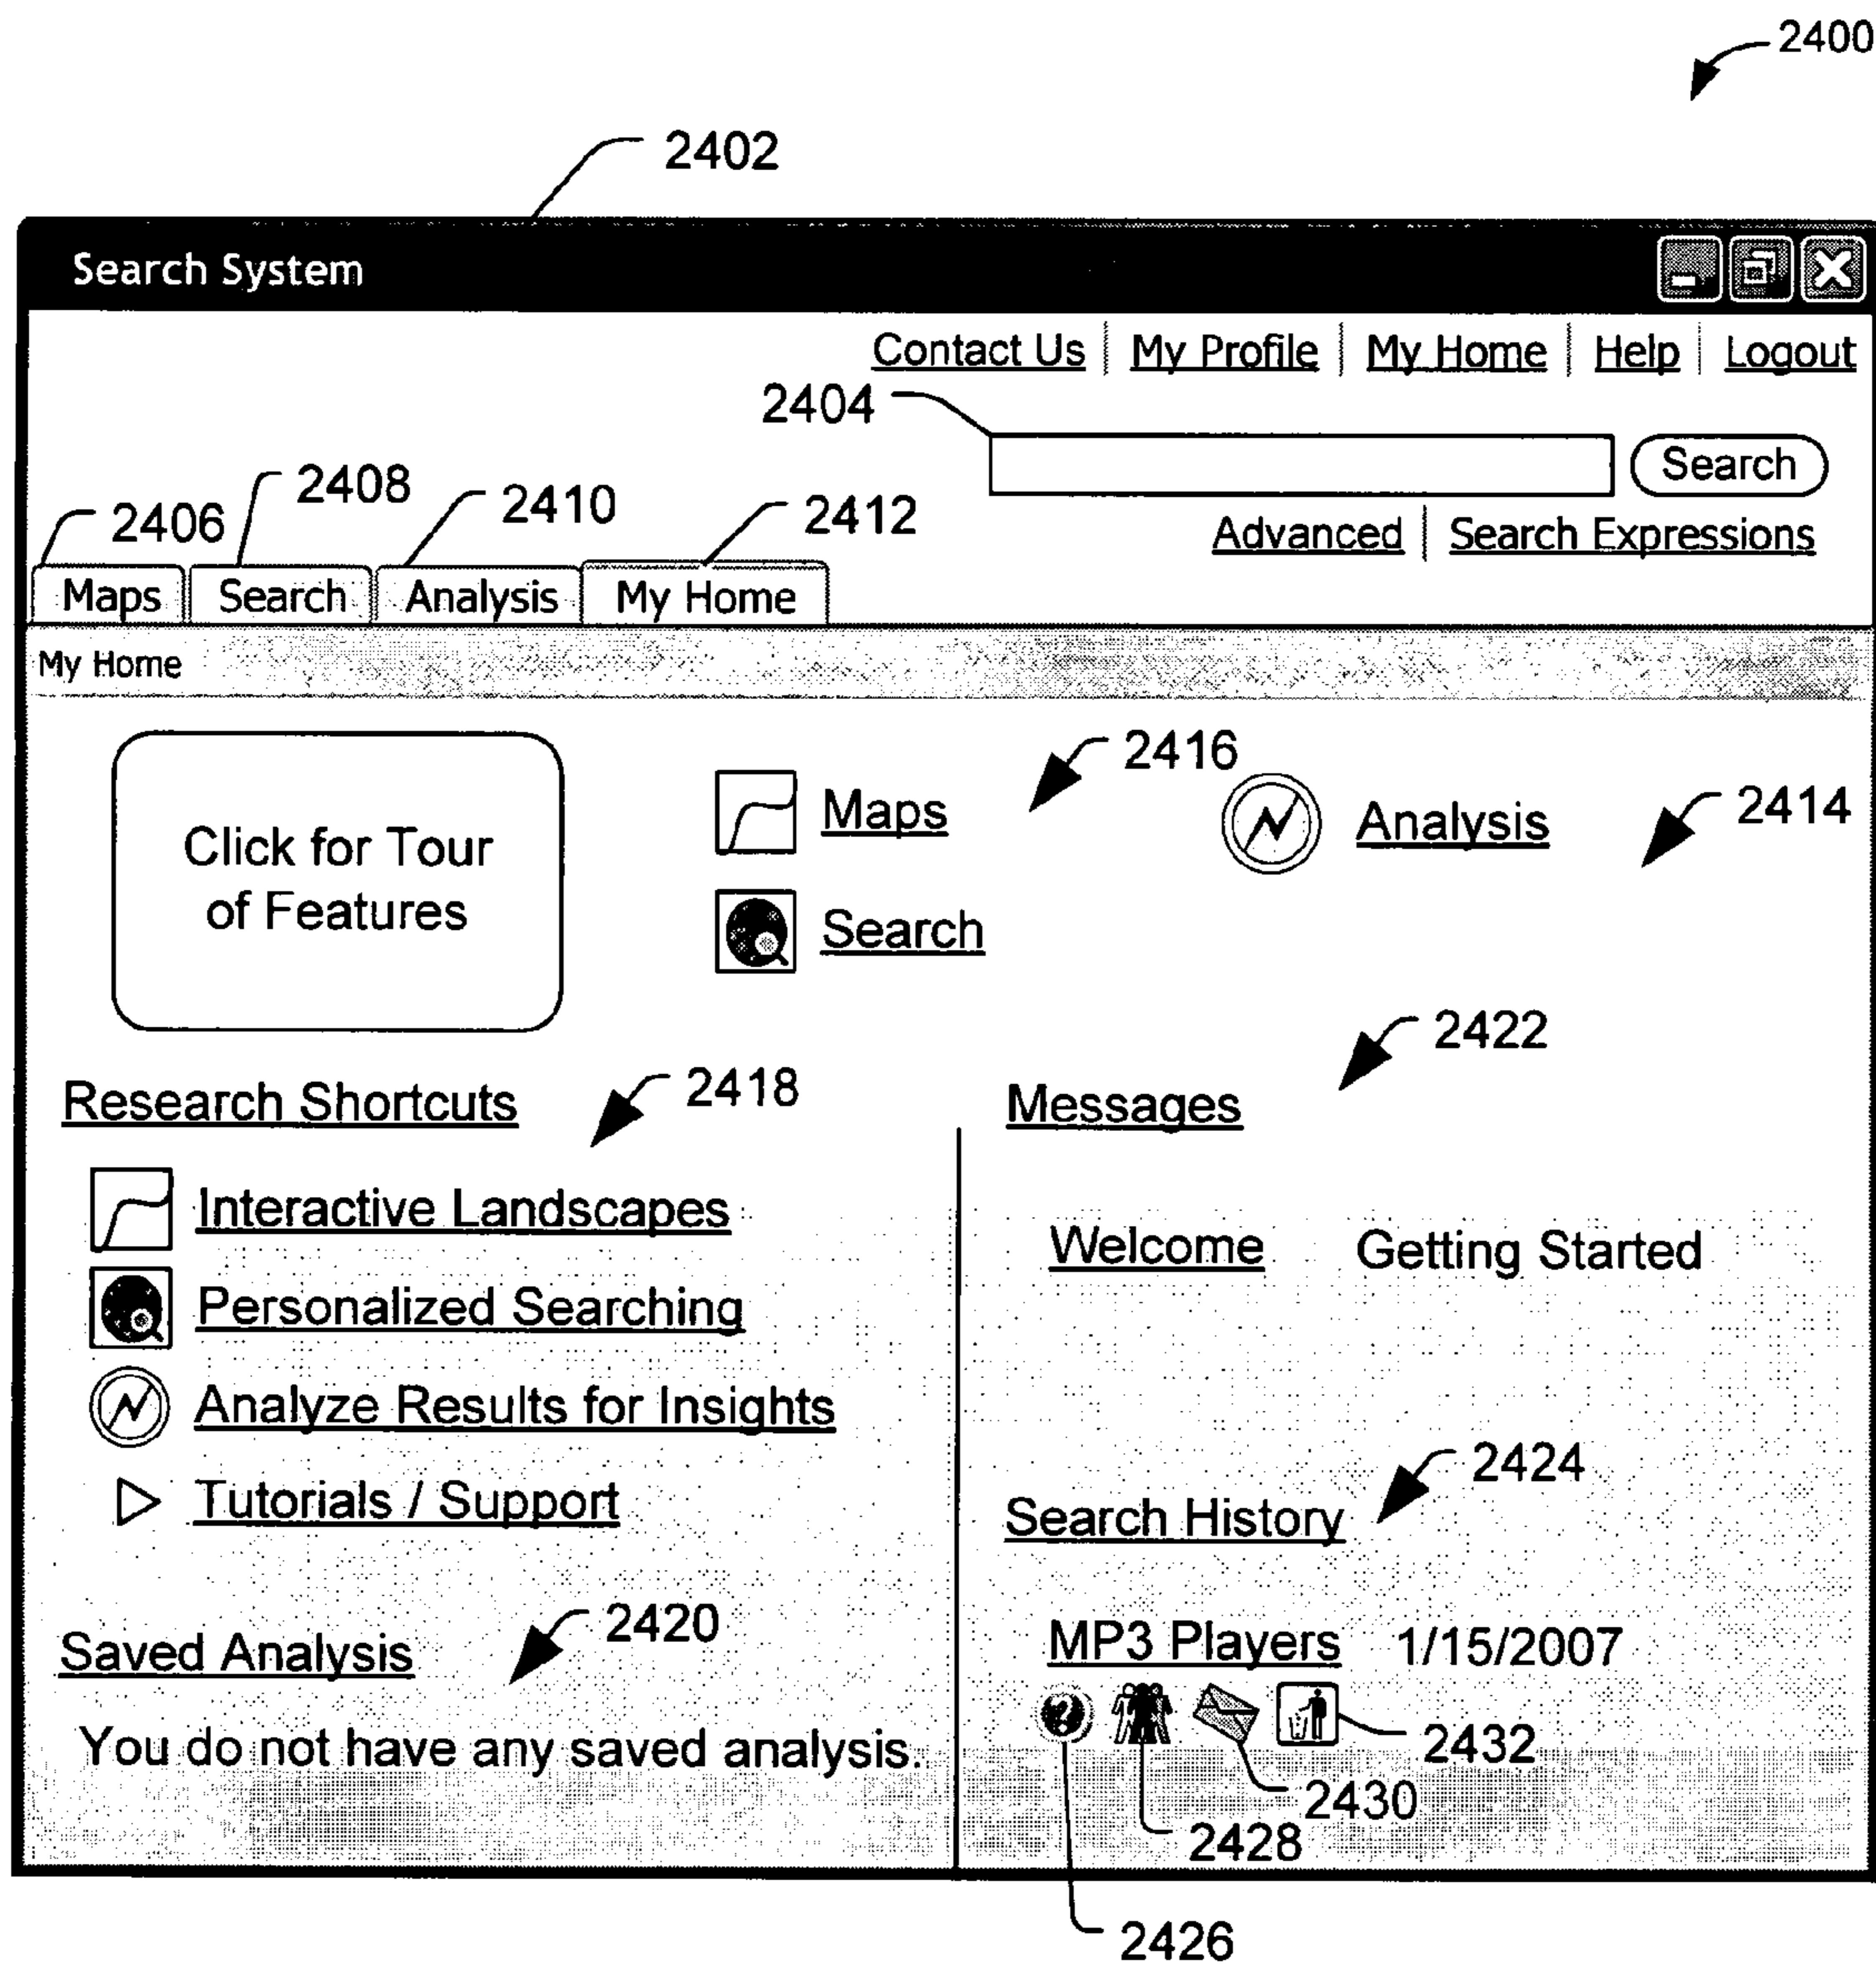 2400
2402
Search System
Contact Us | My Profile | My Home | Help | Logout
2404
Search
2406 2408 2410 2412
Advanced | Search Expressions
Maps Search Analysis My Home
My Home
2416
2414
Click for Tour
of Features
Maps
Analysis
Search
2422
Research Shortcuts 2418
Messages
Interactive Landscapes
Welcome Getting Started
Personalized Searching
Analyze Results for Insights
2424
Tutorials / Support
Search History
2420
Saved Analysis
MP3 Players 1/15/2007
You do not have any saved analysis.
2432
2430
2428
2426